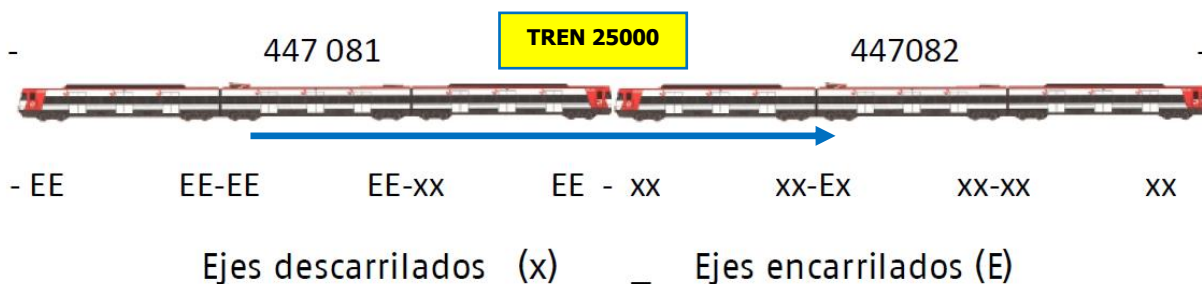 TREN 25000
- 447 081 447082 -
- EE EE-EE EE-xx EE - xx xx-Ex xx-xx xx
Ejes descarrilados (x) _ Ejes encarrilados (E)